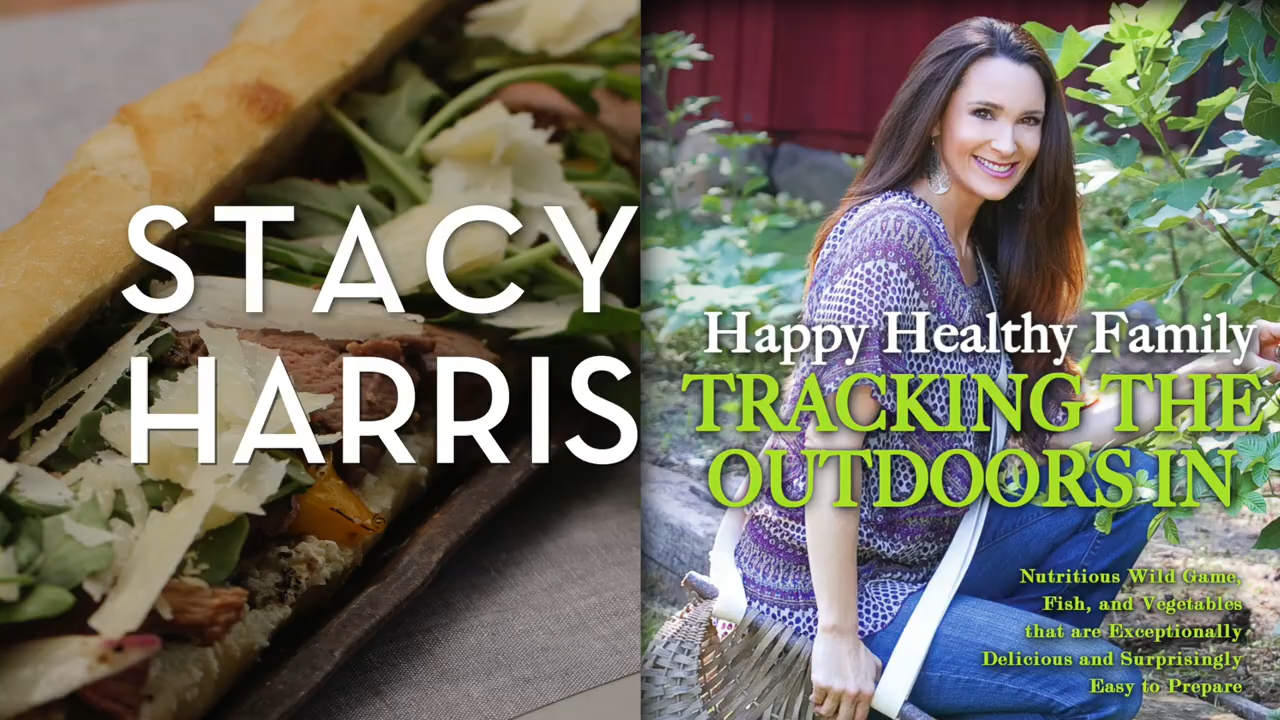 STACY
HARRIS
Happy Healthy Family
TRACKING THE
OUTDOORS IN
Nutritious Wild Game,
Fish, and Vegetables
that are Exceptionally
Delicious and Surprisingly
Easy to Prepare